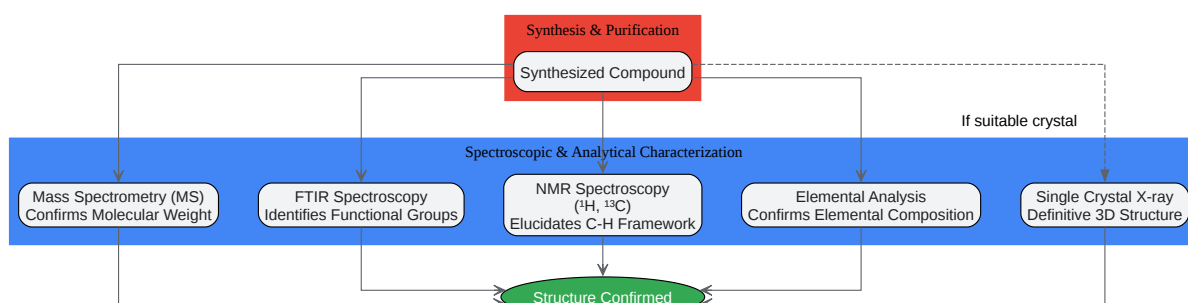 Synthesis & Purification
Synthesized Compound
If suitable crystal
Spectroscopic & Analytical Characterization
Mass Spectrometry (MS)
Confirms Molecular Weight
FTIR Spectroscopy
Identifies Functional Groups
NMR Spectroscopy
(¹H, ¹³C)
Elucidates C-H Framework
Elemental Analysis
Confirms Elemental Composition
Single Crystal X-ray
Definitive 3D Structure
Structure Confirmed